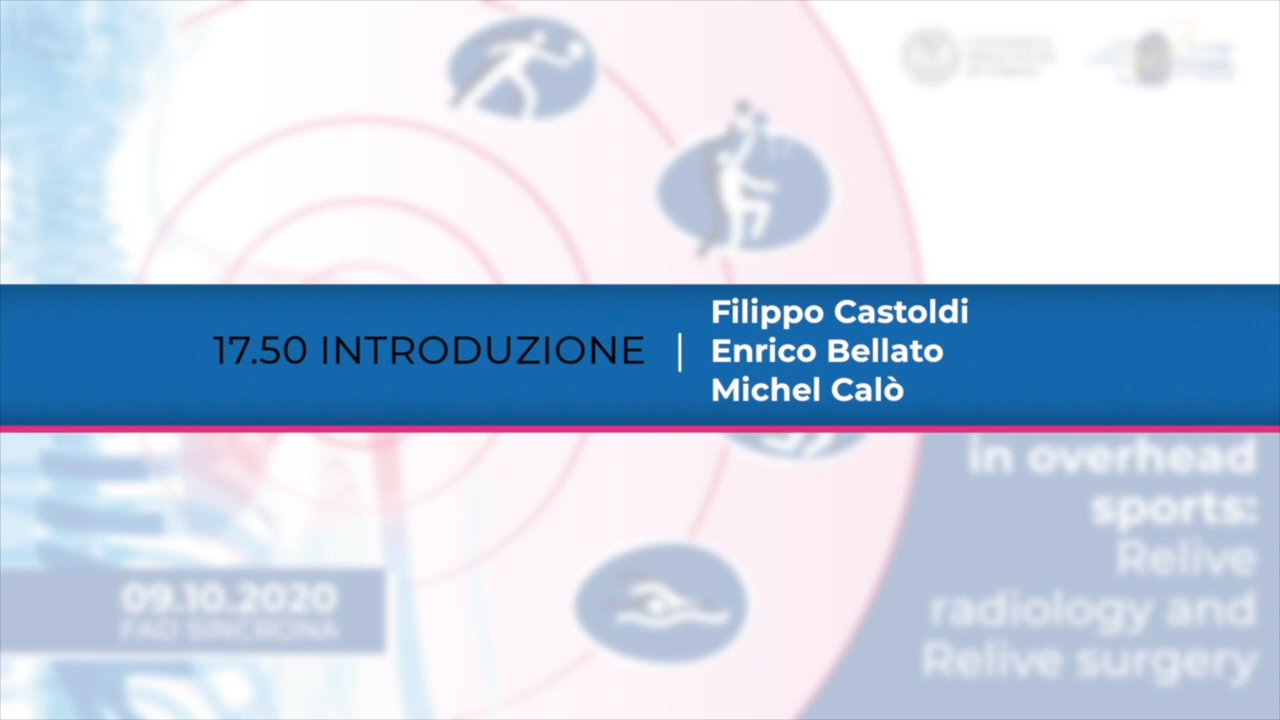 17.50 INTRODUZIONE
Filippo Castoldi
Enrico Bellato
Michel Calò
in overhead
sports:
Relive
radiology and
Relive surgery
09.10.2020
FAD SINCRONA